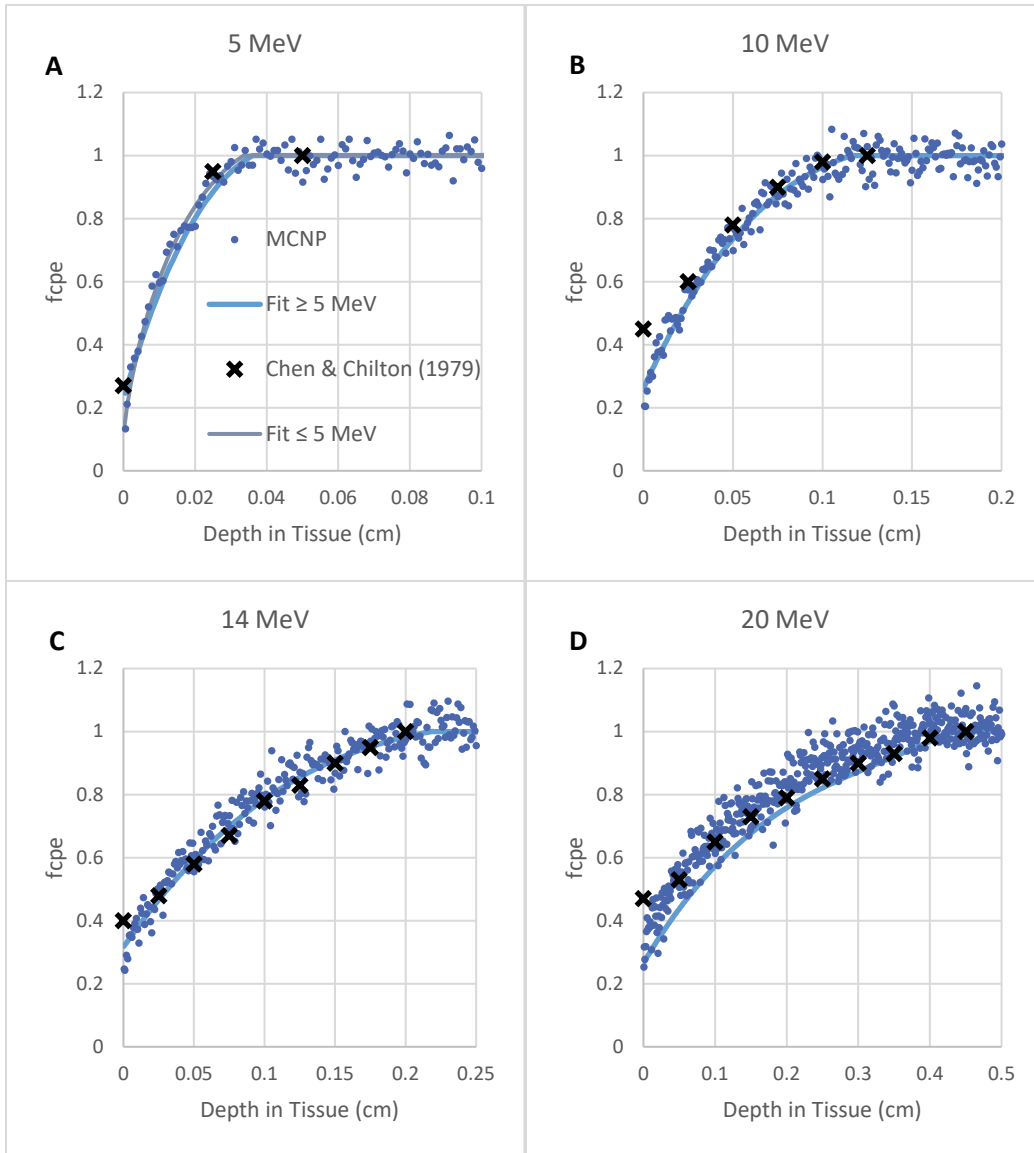 5 MeV
A
1.2
1
0.8
0.6
0.4
0.2
0
fcpe
MCNP
Fit ≥ 5 MeV
Chen & Chilton (1979)
Fit ≤ 5 MeV
0 0.02 0.04 0.06 0.08 0.1
Depth in Tissue (cm)
10 MeV
B
1.2
1
0.8
0.6
0.4
0.2
0
fcpe
0 0.05 0.1 0.15 0.2
Depth in Tissue (cm)
14 MeV
C
1.2
1
0.8
0.6
0.4
0.2
0
fcpe
0 0.05 0.1 0.15 0.2 0.25
Depth in Tissue (cm)
20 MeV
D
1.2
1
0.8
0.6
0.4
0.2
0
fcpe
0 0.1 0.2 0.3 0.4 0.5
Depth in Tissue (cm)